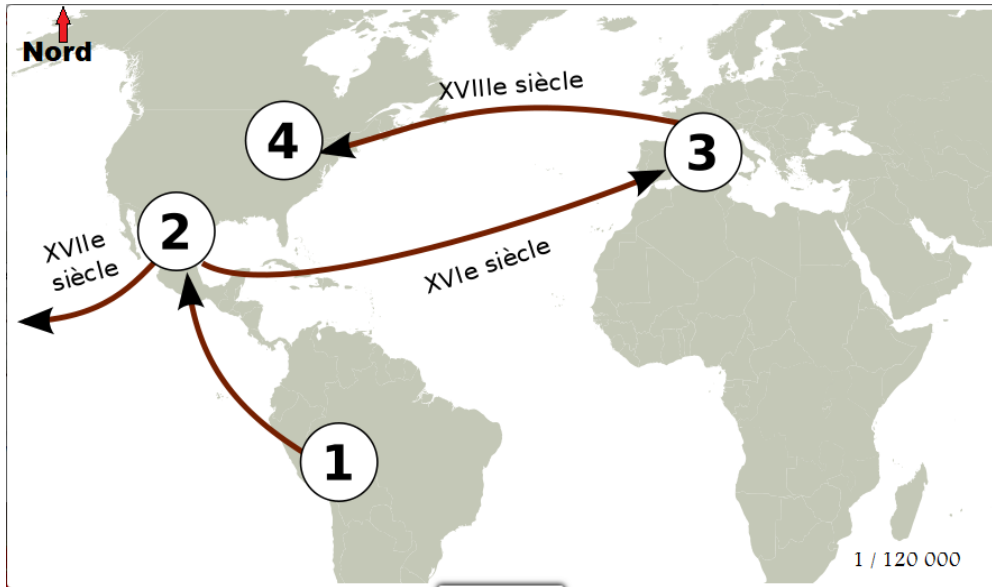 Nord
XVIIIe siècle
4
3
2
XVIIe
siècle
XVIe siècle
1
1 / 120 000